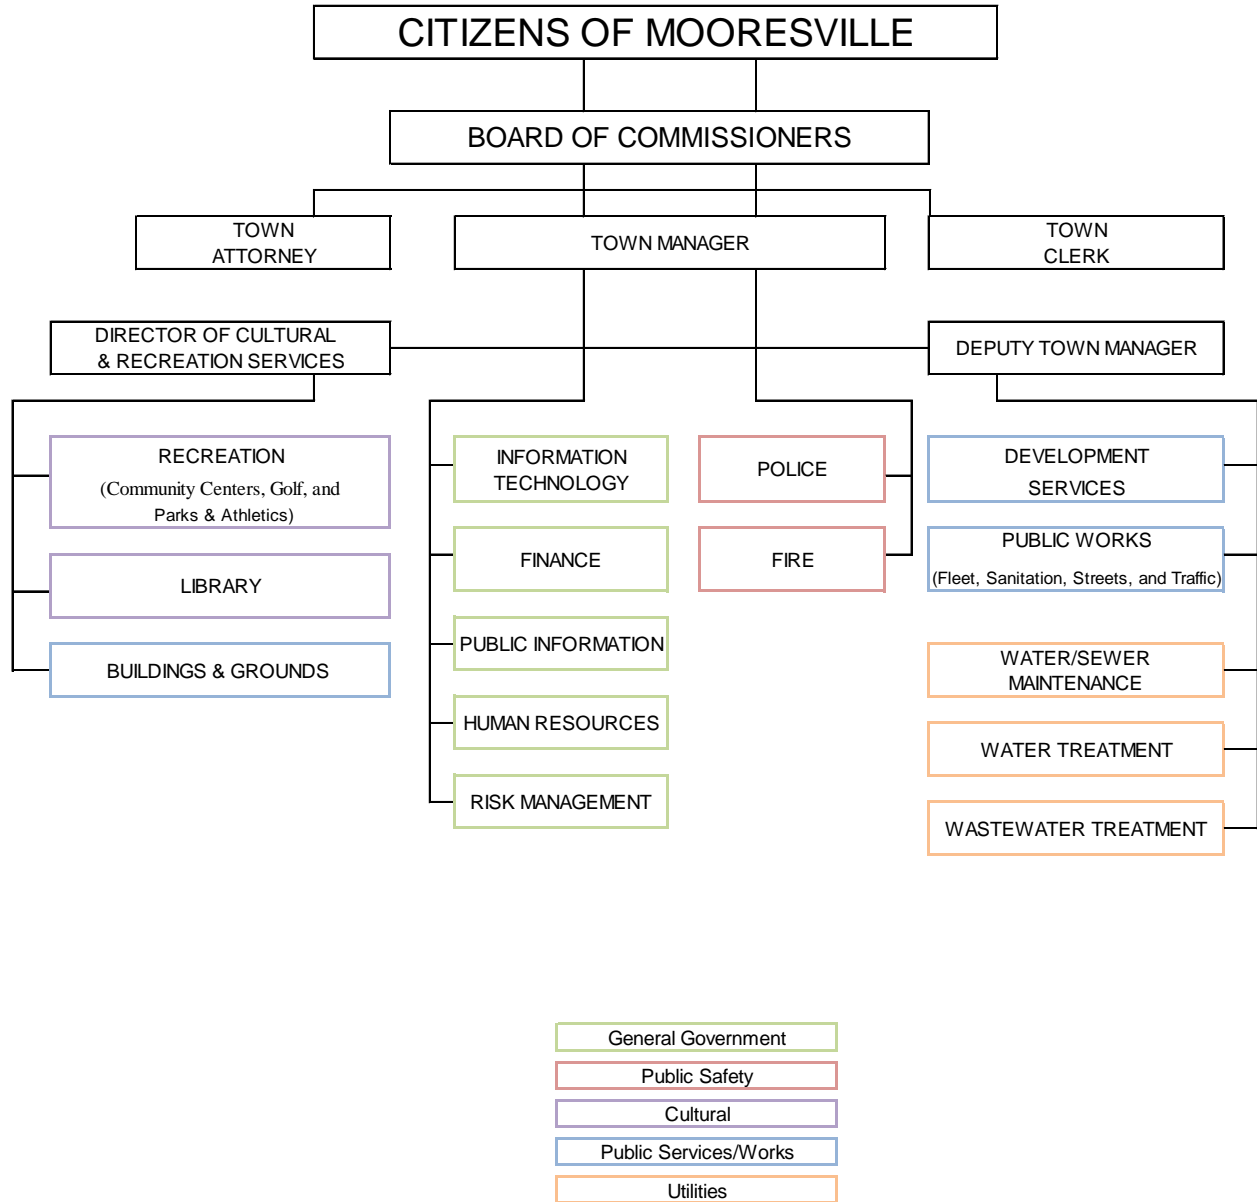 CITIZENS OF MOORESVILLE
BOARD OF COMMISSIONERS
TOWN
ATTORNEY
TOWN MANAGER
TOWN
CLERK
DIRECTOR OF CULTURAL
& RECREATION SERVICES
DEPUTY TOWN MANAGER
RECREATION
(Community Centers, Golf, and
Parks & Athletics)
LIBRARY
BUILDINGS & GROUNDS
INFORMATION
TECHNOLOGY
FINANCE
PUBLIC INFORMATION
HUMAN RESOURCES
RISK MANAGEMENT
POLICE
FIRE
DEVELOPMENT
SERVICES
PUBLIC WORKS
(Fleet, Sanitation, Streets, and Traffic)
WATER/SEWER
MAINTENANCE
WATER TREATMENT
WASTEWATER TREATMENT
General Government
Public Safety
Cultural
Public Services/Works
Utilities